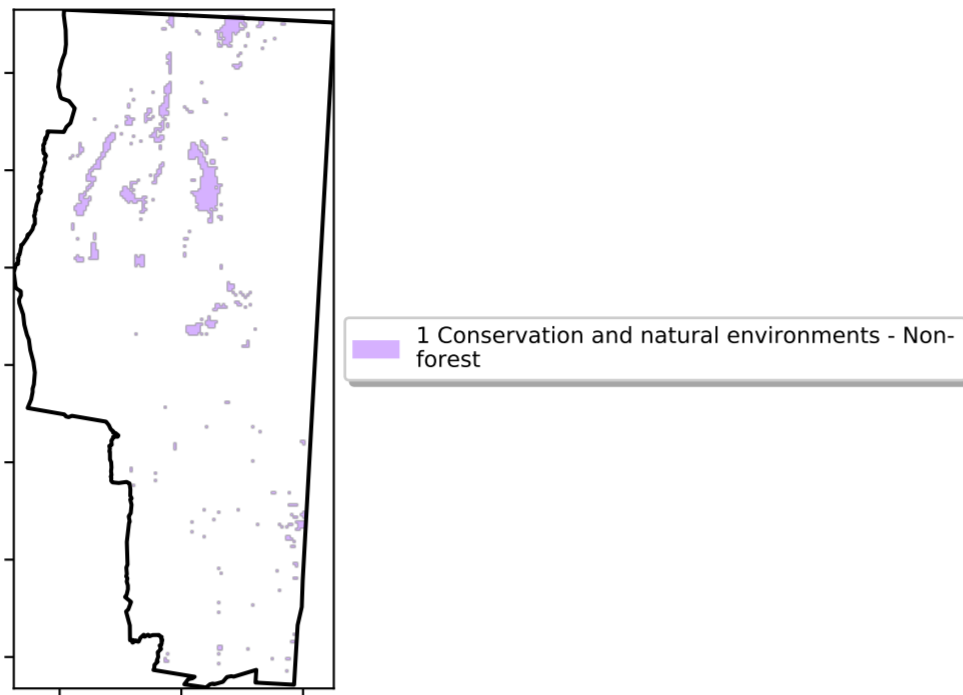 1 Conservation and natural environments - Non-
forest